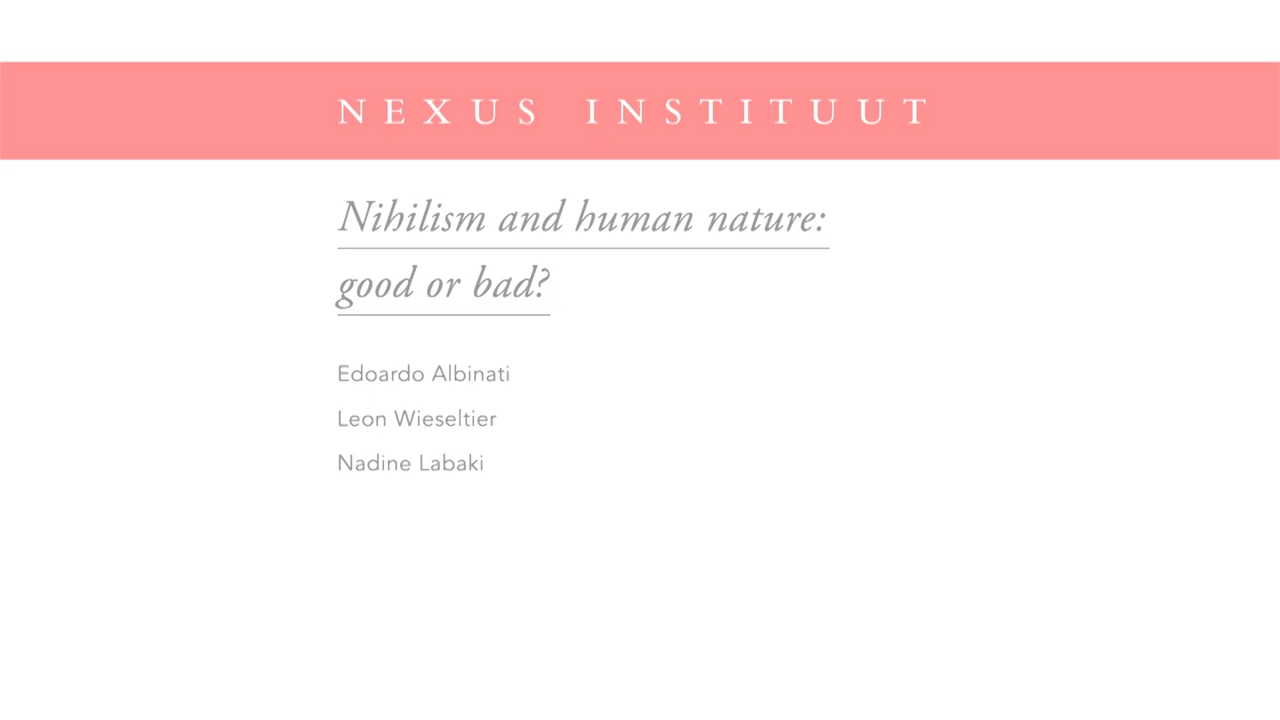 NEXUS INSTITUUT
Nihilism and human nature:
good or bad?
Edoardo Albinati
Leon Wieseltier
Nadine Labaki